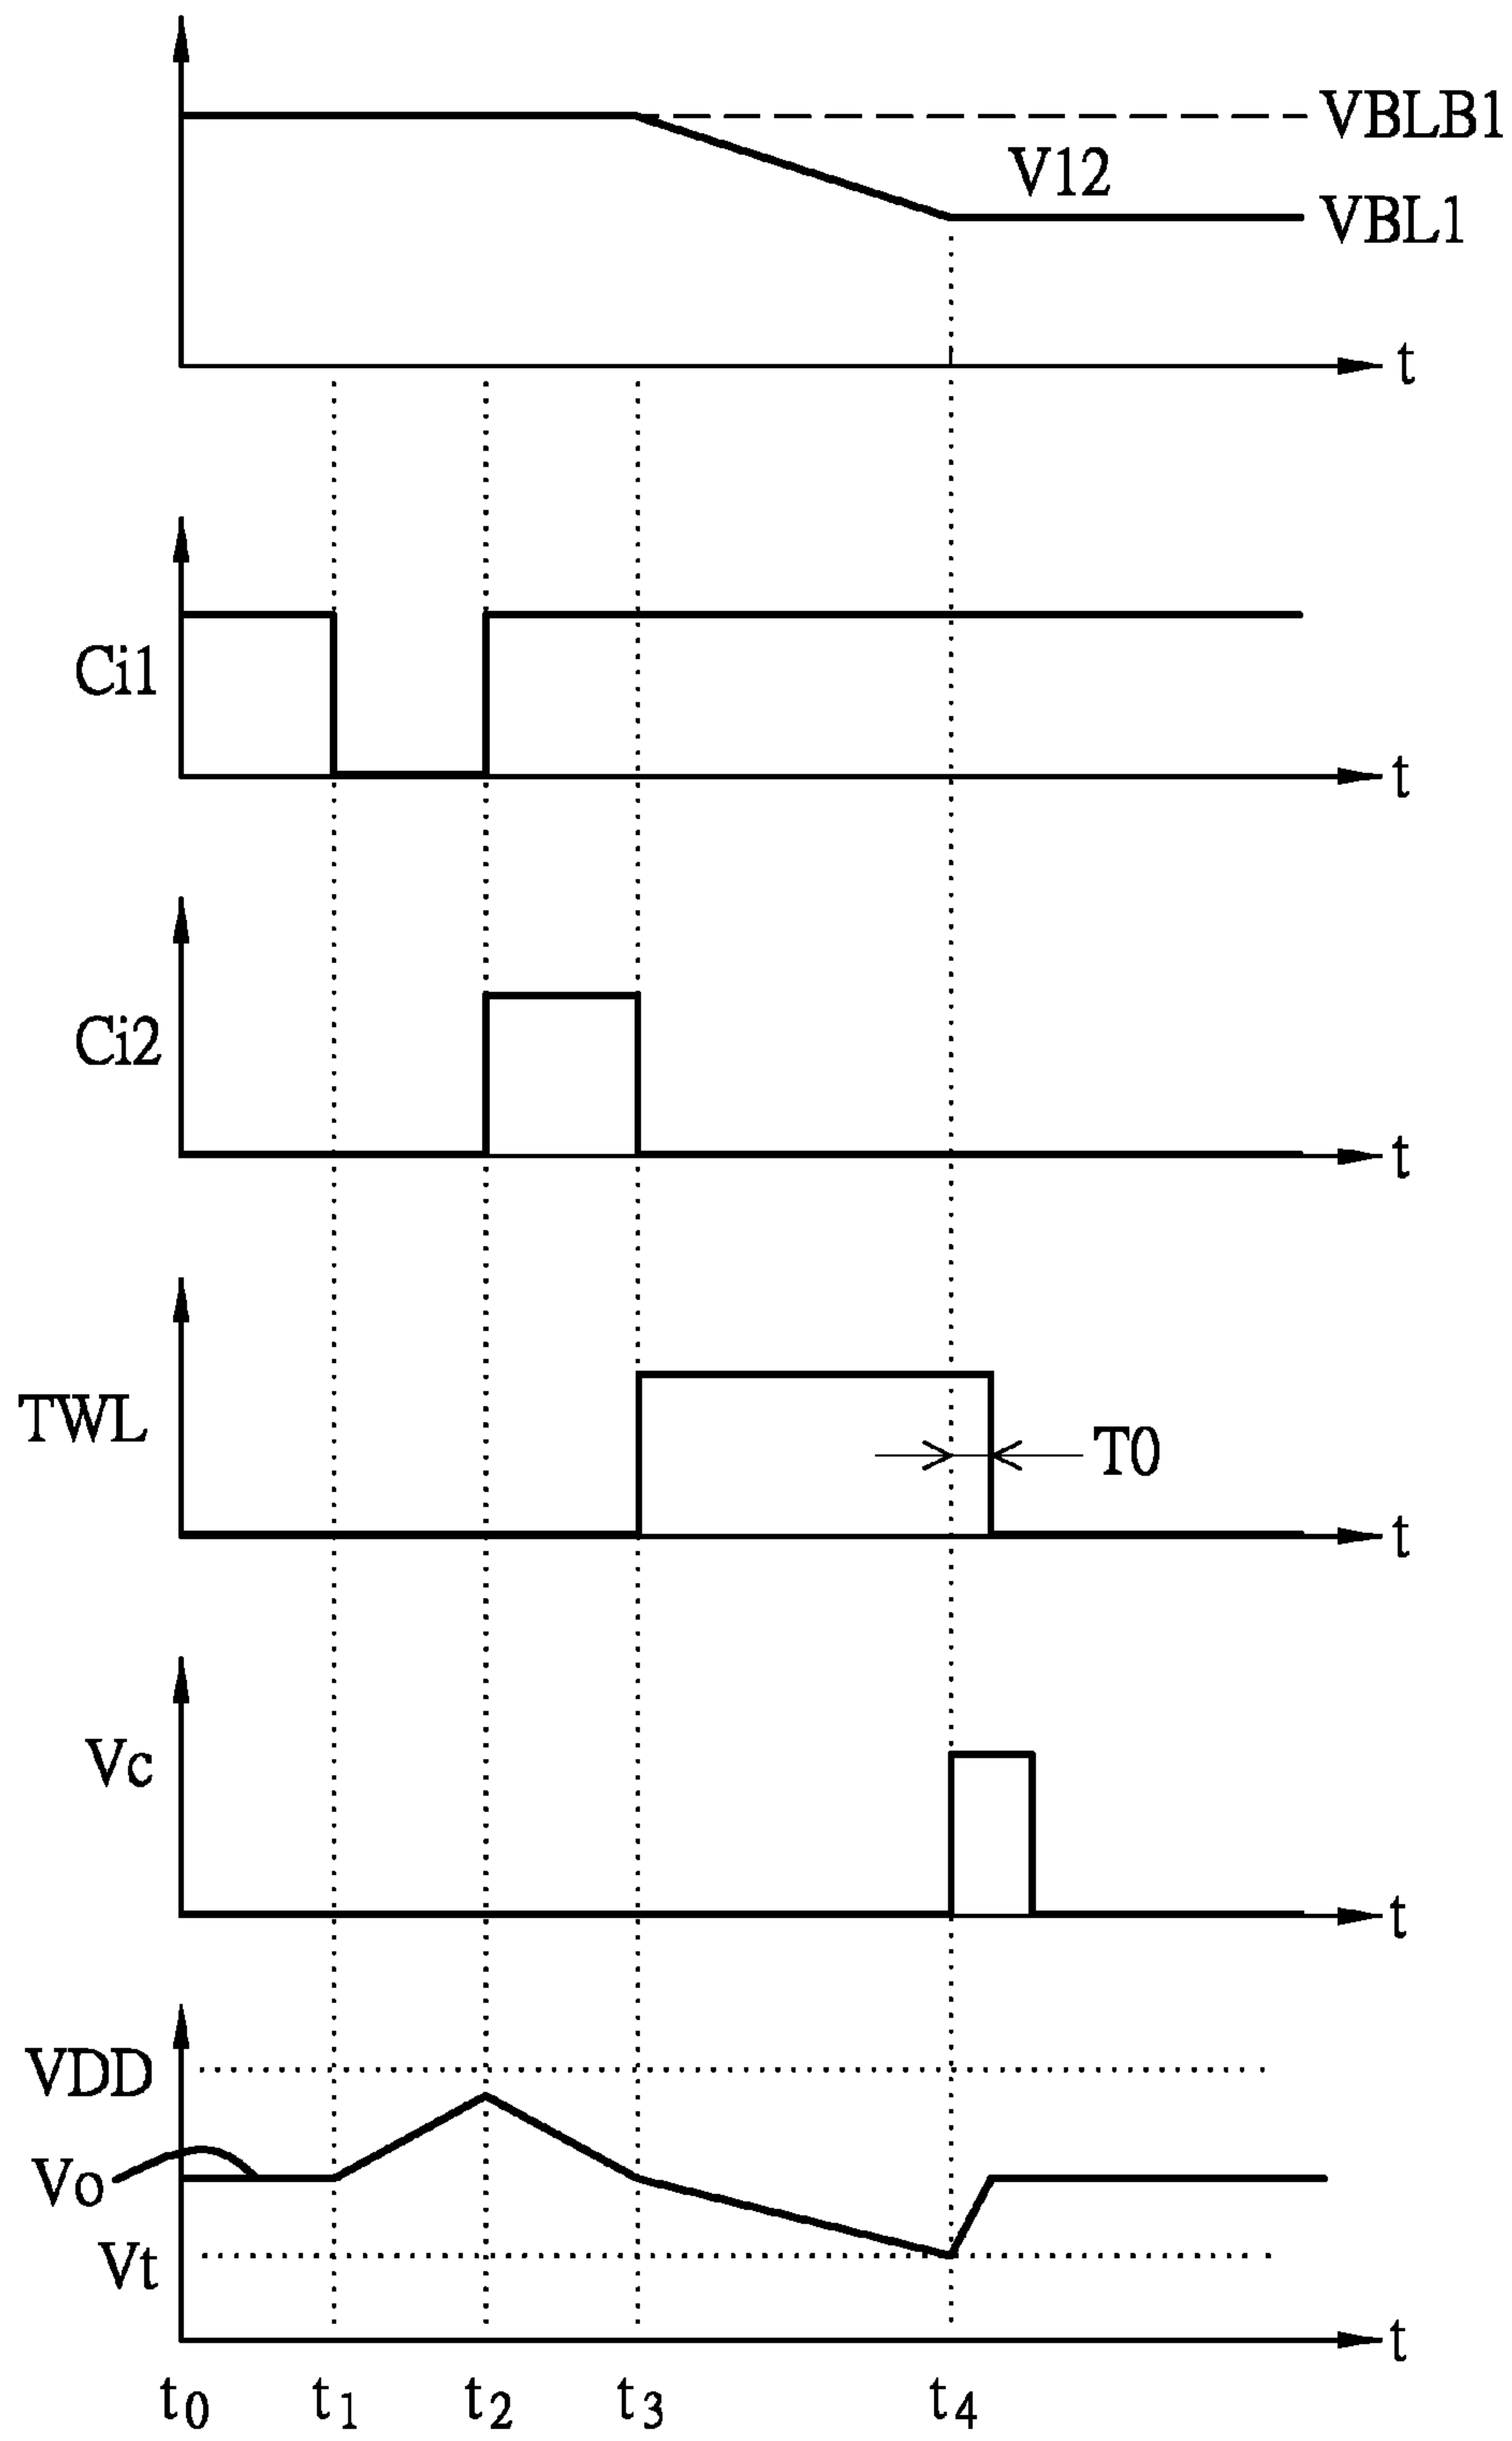 VBLB1
V12
VBL1
t
Ci1
t
Ci2
t
TWL
T0
t
Vc
t
VDD
Vo
Vt
t
t0 t1 t2 t3 t4